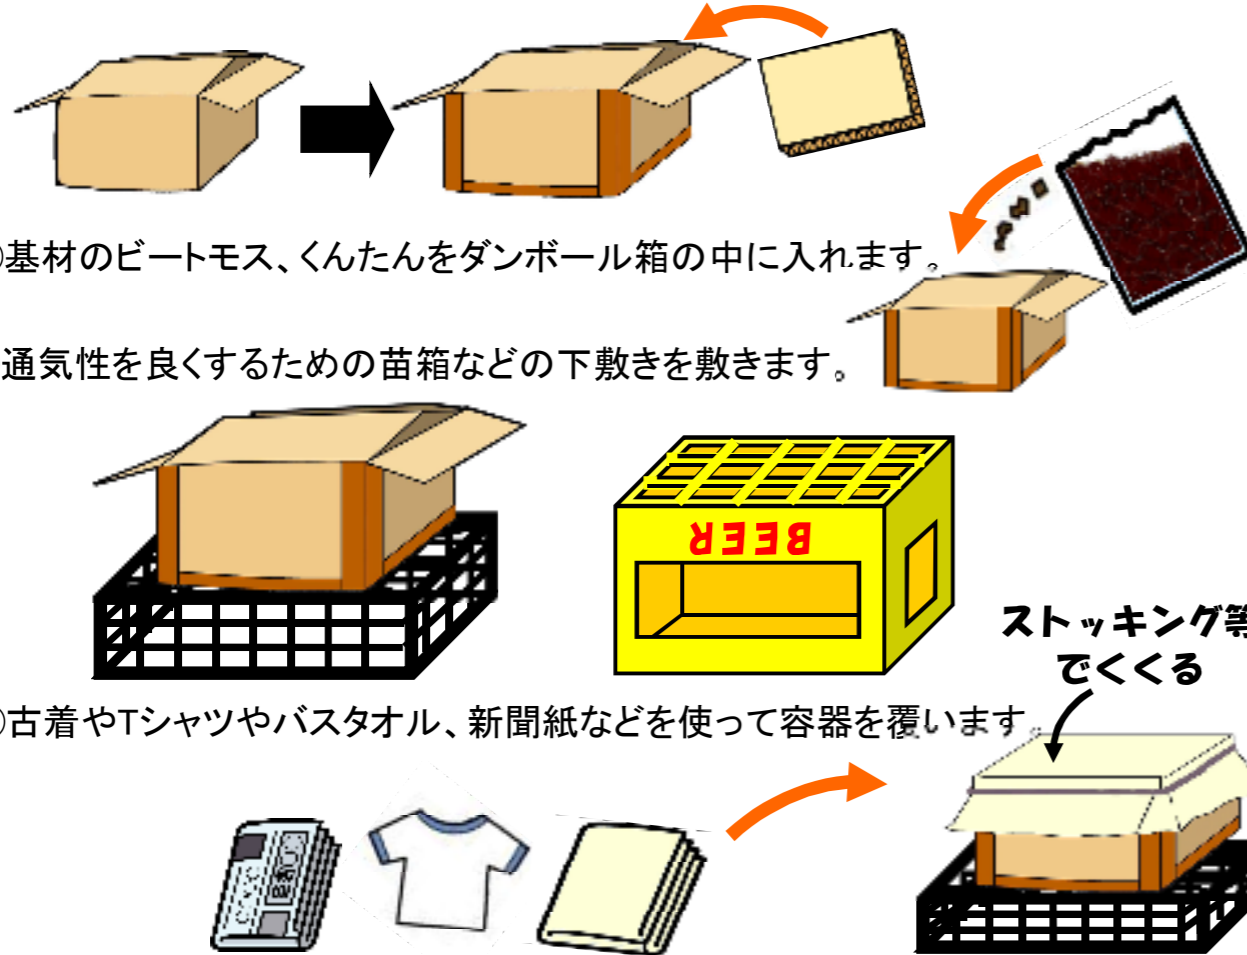 基材のビートモス、くんたんをダンボール箱の中に入れます。
通気性を良くするための苗箱などの下敷きを敷きます。
BEER
ストッキング等
でくくる
古着やTシャツやバスタオル、新聞紙などを使って容器を覆います。